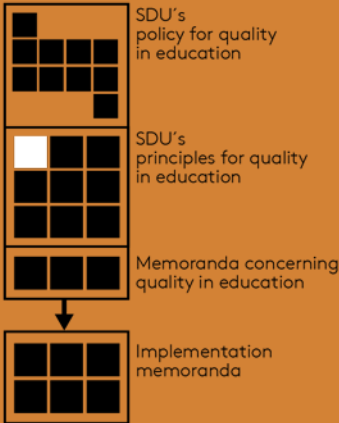 SDU's
policy for quality
in education
SDU's
principles for quality
in education
Memoranda concerning
quality in education
Implementation
memoranda